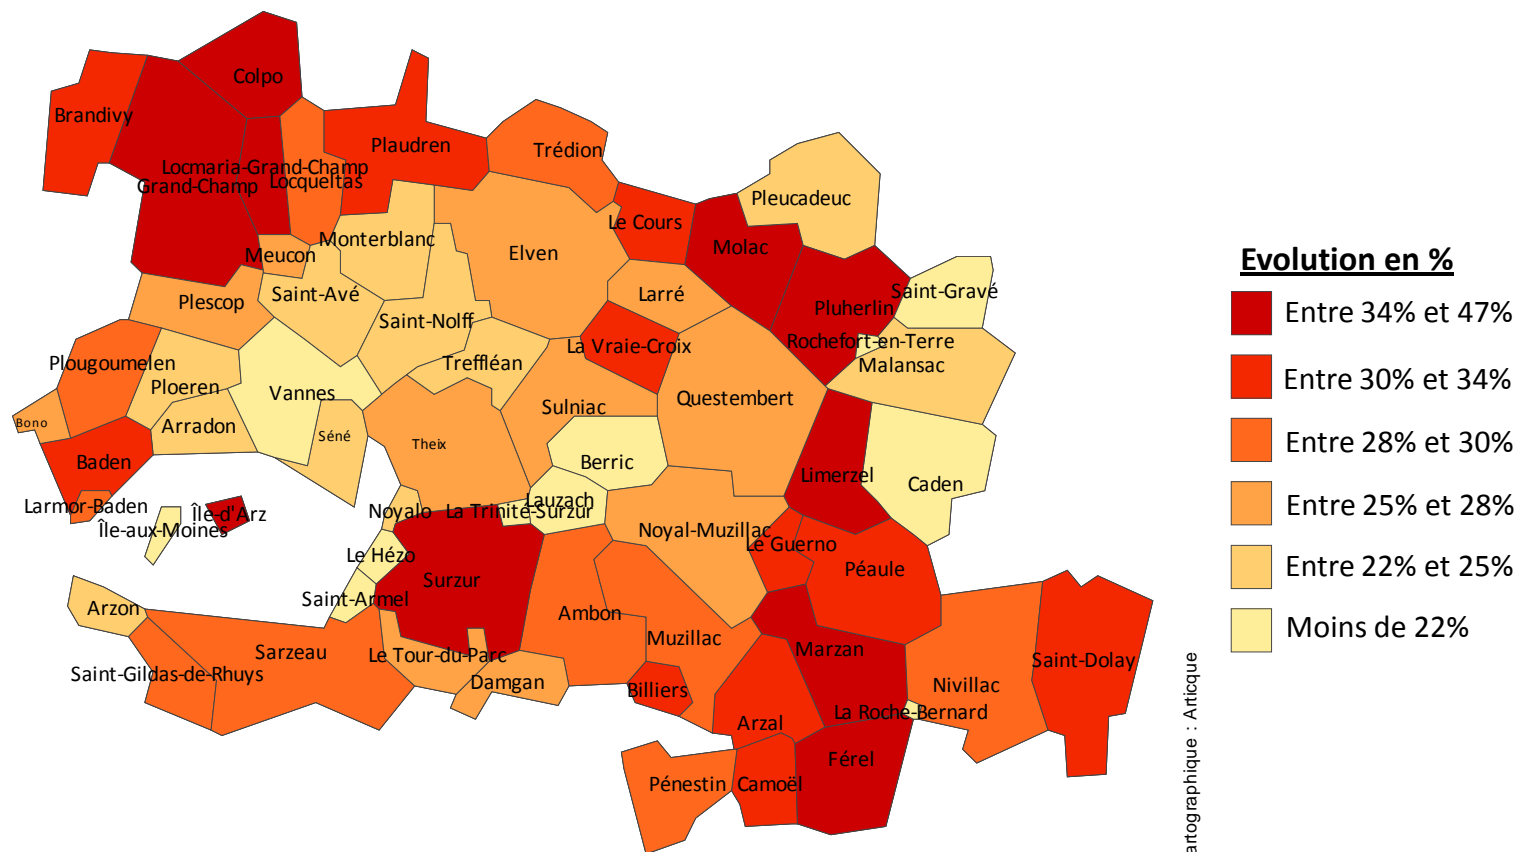 Colpo
Brandivy
Plaudren
Trédion
Locmaria-Grand-Champ
Grand-Champ
Locqueltas
Pleucadeuc
Le Cours
Monterblanc
Molac
Meucon
Elven
Evolution en %
Saint-Avé
Larré
Saint-Gravé
Plescop
Pluherlin
Entre 34% et 47%
Saint-Nolff
Rochefort-en-Terre
La Vraie-Croix
Plougoumelen
Treffléan
Malansac
Entre 30% et 34%
Ploeren
Vannes
Questembert
Sulniac
Bono
Arradon
Séné
Theix
Entre 28% et 30%
Baden
Berric
Limerzel
Caden
Larmor-Baden
Île-d'Arz
Noyalo
La Trinité-Surzur
Lauzach
Entre 25% et 28%
Île-aux-Moines
Noyal-Muzillac
Le Guerno
Le Hézo
Péaule
Entre 22% et 25%
Surzur
Saint-Armel
Arzon
Ambon
Muzillac
Moins de 22%
Sarzeau
Le Tour-du-Parc
Marzan
Saint-Dolay
Saint-Gildas-de-Rhuys
Damgan
Billiers
Nivillac
La Roche-Bernard
Arzal
Férel
Pénestin
Camoël
artographique : Articque